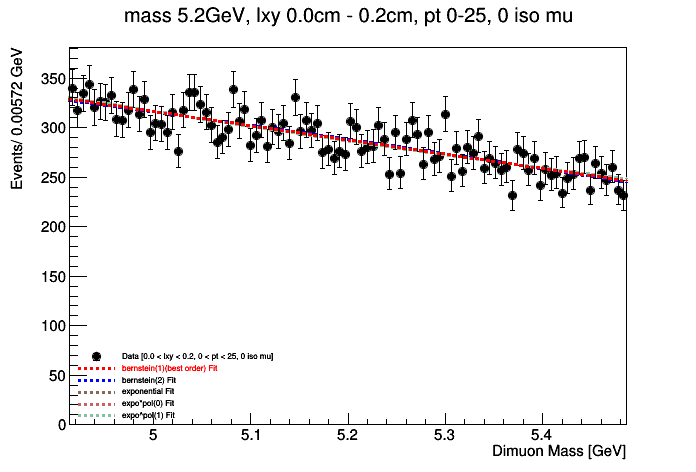 mass 5.2GeV, lxy 0.0cm - 0.2cm, pt 0-25, 0 iso mu
Events/ 0.00572 GeV
350
300
250
200
150
100
50
0
Data [0.0 < lxy < 0.2, 0 < pt < 25, 0 iso mu]
bernstein(1)(best order) Fit
bernstein(2) Fit
exponential Fit
expo*pol(0) Fit
expo*pol(1) Fit
5 5.1 5.2 5.3 5.4
Dimuon Mass [GeV]